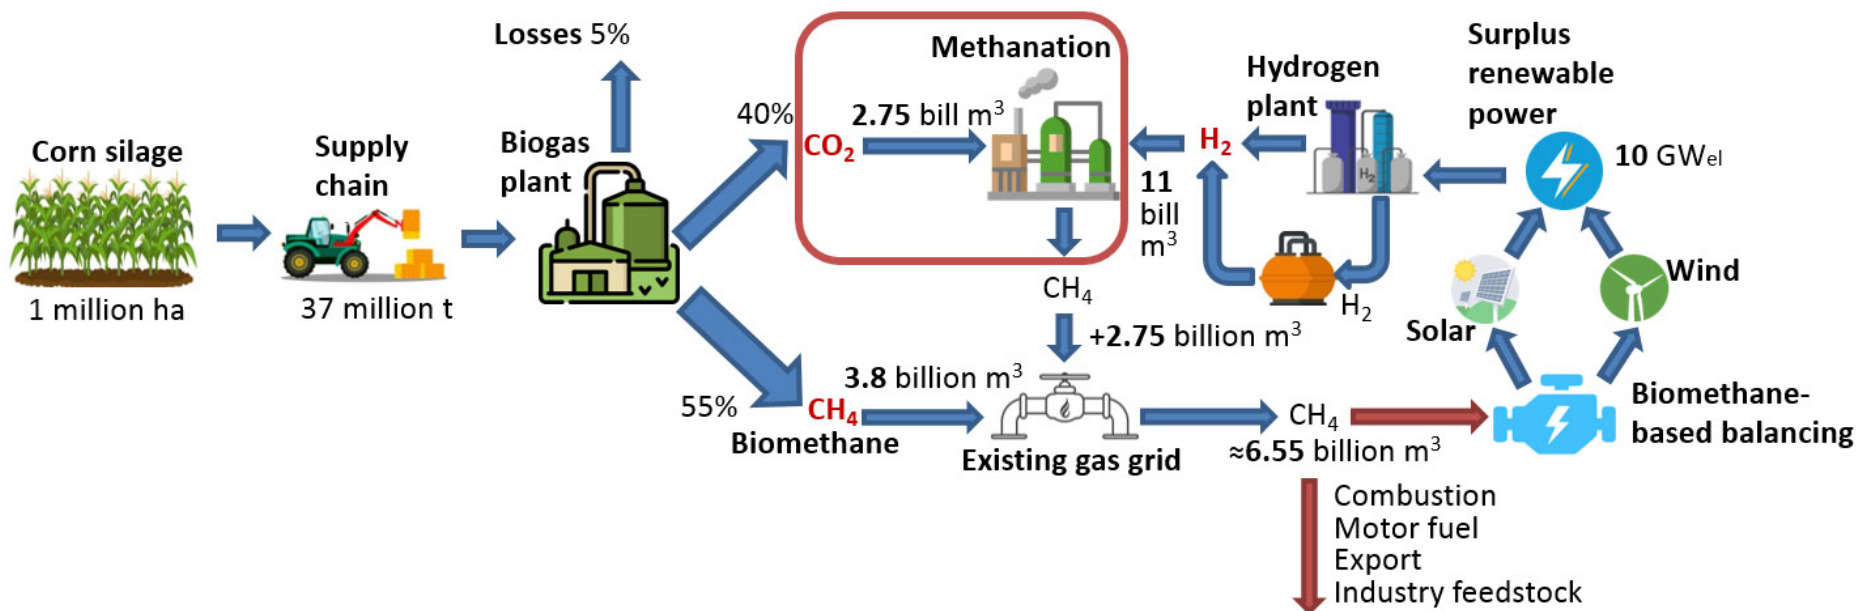 Losses 5%
Corn silage
1 million ha
Supply
chain
37 million t
Biogas
plant
40%
CO₂
2.75 bill m³
Methanation
CH₄
+2.75 billion m³
11
bill
m³
H₂
Hydrogen
plant
H₂
H₂
Surplus
renewable
power
10 GWel
Solar
Wind
Biomethane-
based balancing
55%
CH₄
Biomethane
3.8 billion m³
Existing gas grid
CH₄
≈6.55 billion m³
Combustion
Motor fuel
Export
Industry feedstock